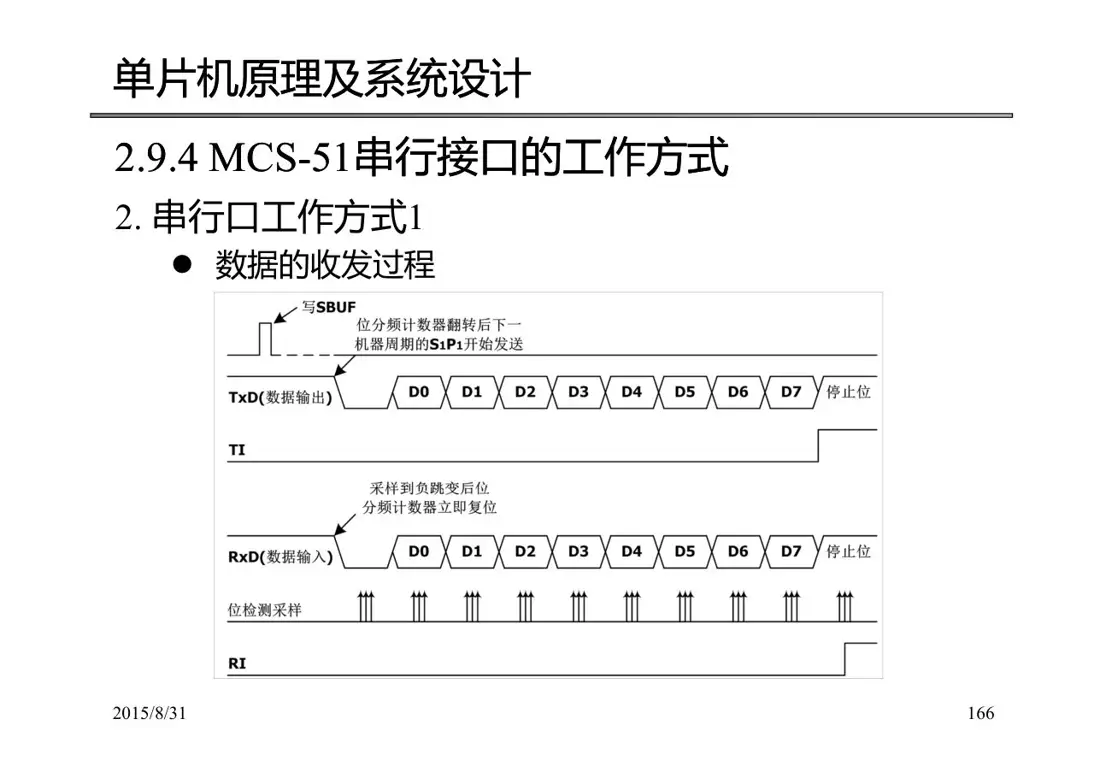 单片机原理及系统设计
2.9.4 MCS-51串行接口的工作方式
2. 串行口工作方式1
● 数据的收发过程
写SBUF
位分频计数器翻转后下一
机器周期的S1P1开始发送
TxD(数据输出) D0 D1 D2 D3 D4 D5 D6 D7 停止位
TI
采样到负跳变后位
分频计数器立即复位
RxD(数据输入) D0 D1 D2 D3 D4 D5 D6 D7 停止位
位检测采样
RI
2015/8/31 166